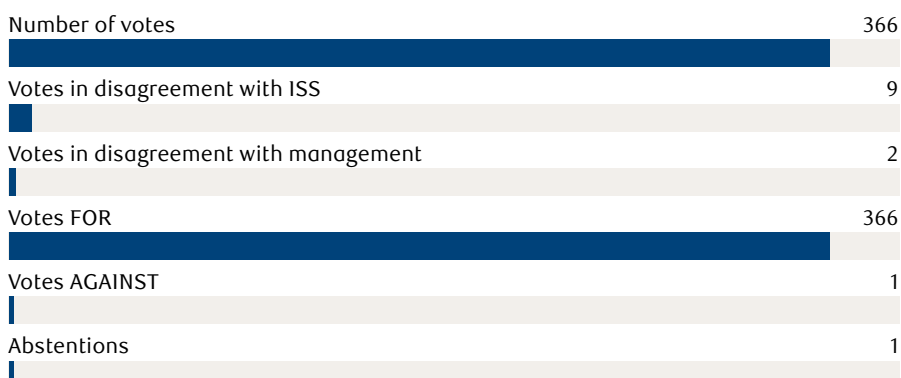 Number of votes 366
Votes in disagreement with ISS 9
Votes in disagreement with management 2
Votes FOR 366
Votes AGAINST 1
Abstentions 1